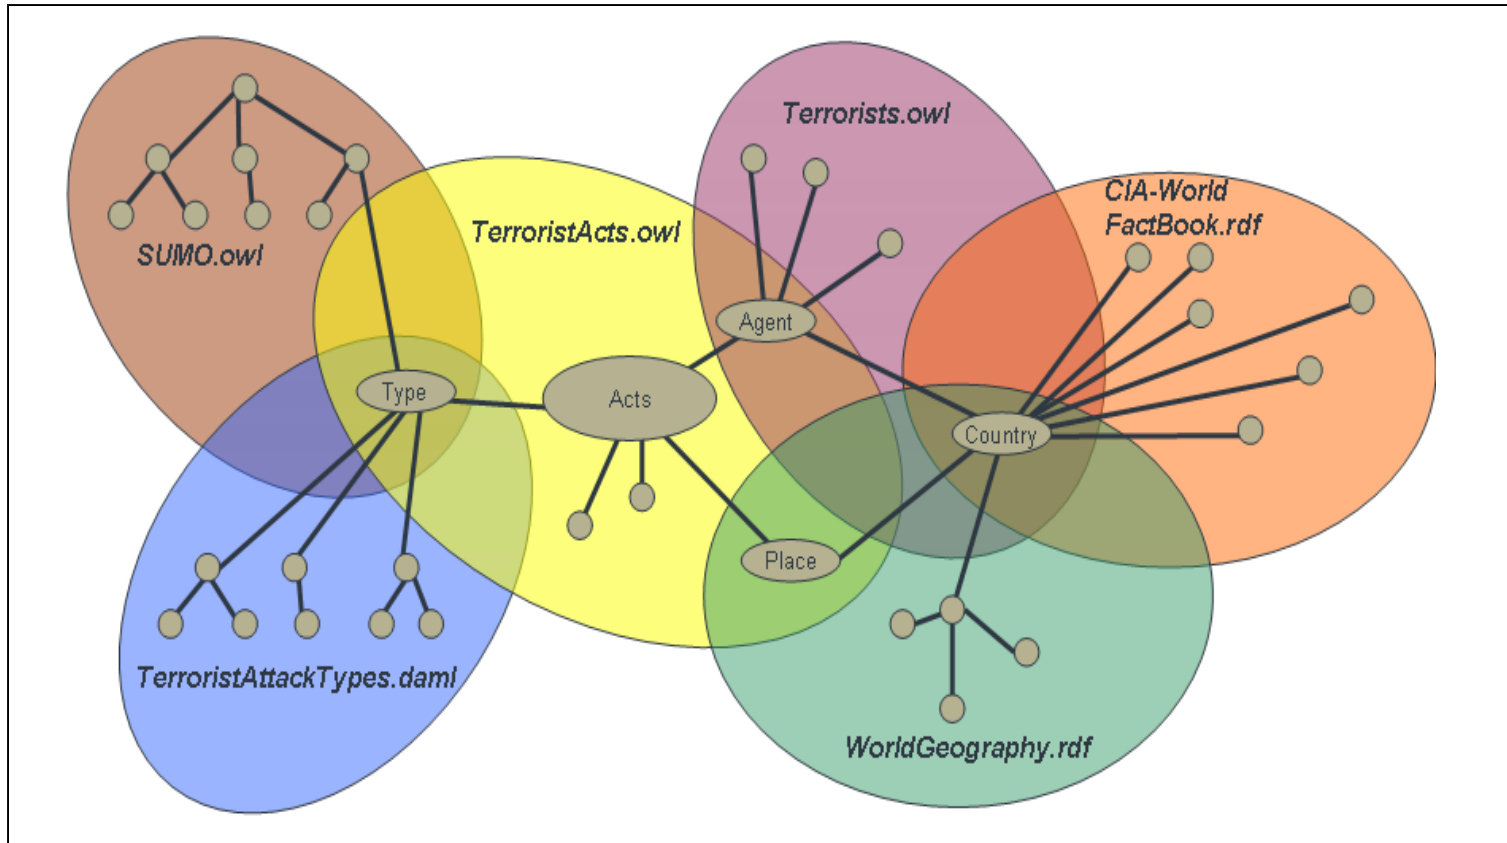 Terrorists.owl
CIA-World
FactBook.rdf
TerroristActs.owl
SUMO.owl
Agent
Type
Acts
Country
Place
TerroristAttackTypes.daml
WorldGeography.rdf